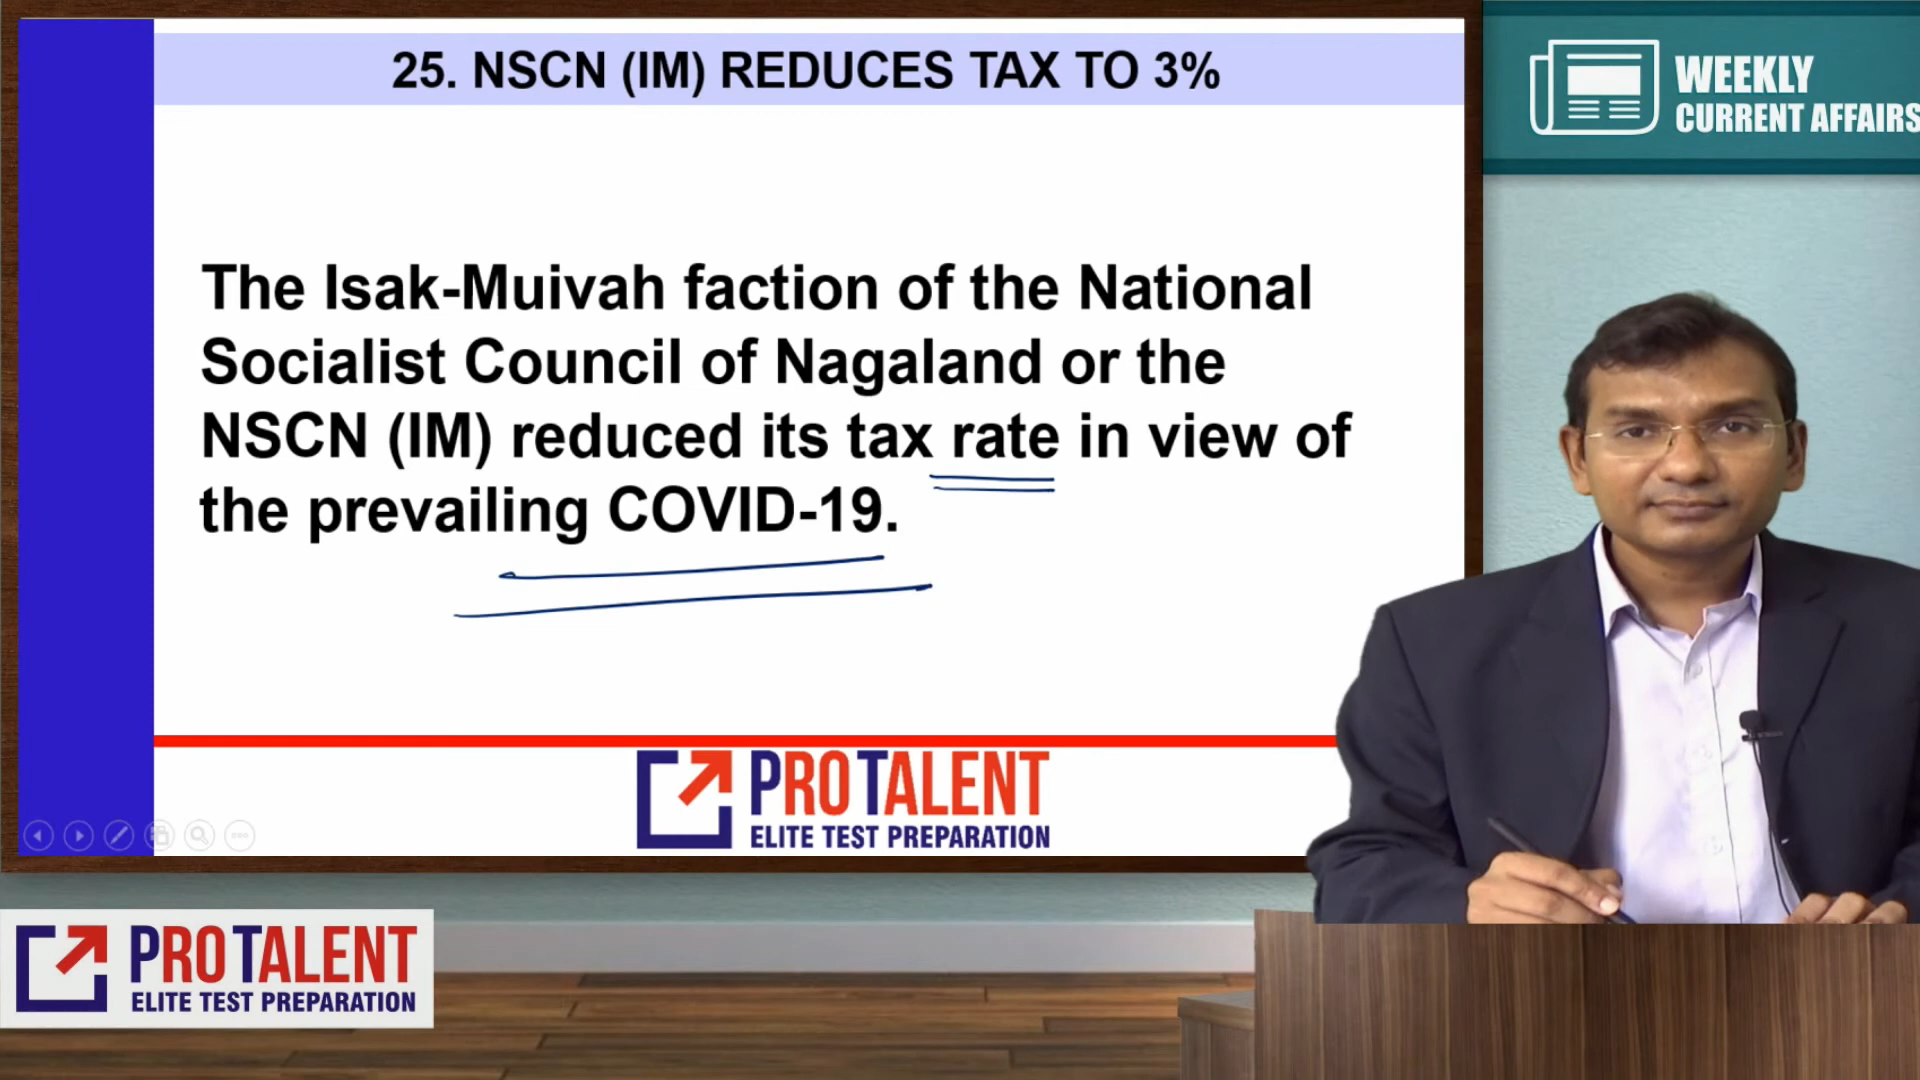 25. NSCN (IM) REDUCES TAX TO 3%
WEEKLY
CURRENT AFFAIRS
The Isak-Muivah faction of the National
Socialist Council of Nagaland or the
NSCN (IM) reduced its tax rate in view of
the prevailing COVID-19.
PROTALENT
ELITE TEST PREPARATION
PROTALENT
ELITE TEST PREPARATION